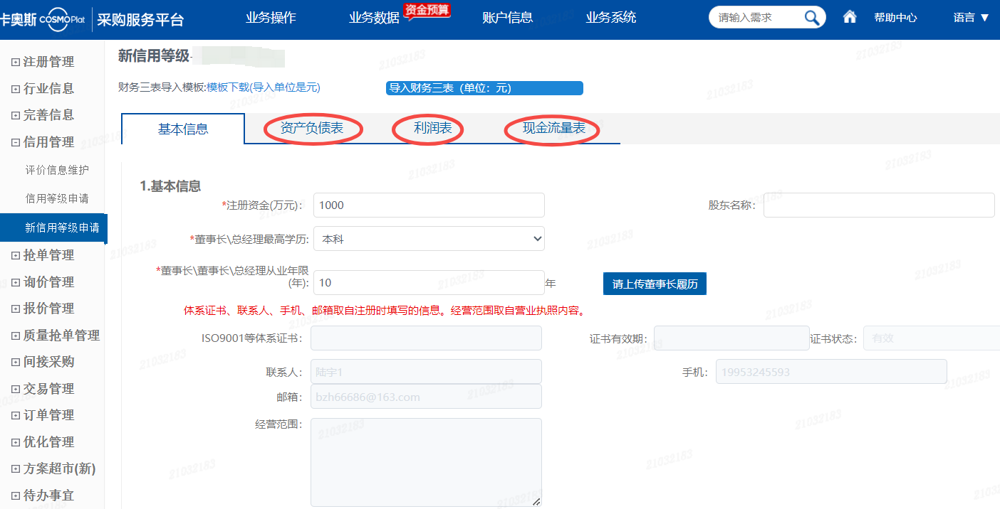 卡奥斯 COSMOPlat 采购服务平台 业务操作 业务数据 资金预算 账户信息 业务系统 请输入需求 帮助中心 语言 ▼
新信用等级-
财务三表导入模板:模板下载(导入单位是元) 导入财务三表（单位：元)
基本信息 资产负债表 利润表 现金流量表
注册管理
行业信息
完善信息
信用管理
评价信息维护
信用等级申请
新信用等级申请
抢单管理
询价管理
报价管理
质量抢单管理
间接采购
交易管理
订单管理
优化管理
方案超市(新)
待办事宜
1.基本信息
*注册资金(万元)： 1000 股东名称：
*董事长\总经理最高学历: 本科
*董事长\董事长\总经理从业年限
(年): 10 年 请上传董事长履历
体系证书、联系人、手机、邮箱取自注册时填写的信息。经营范围取自营业执照内容。
ISO9001等体系证书： 证书有效期： 证书状态： 有效
联系人： 陆宇1 手机： 19953245593
邮箱： bzh66686@163.com
经营范围：
21032183